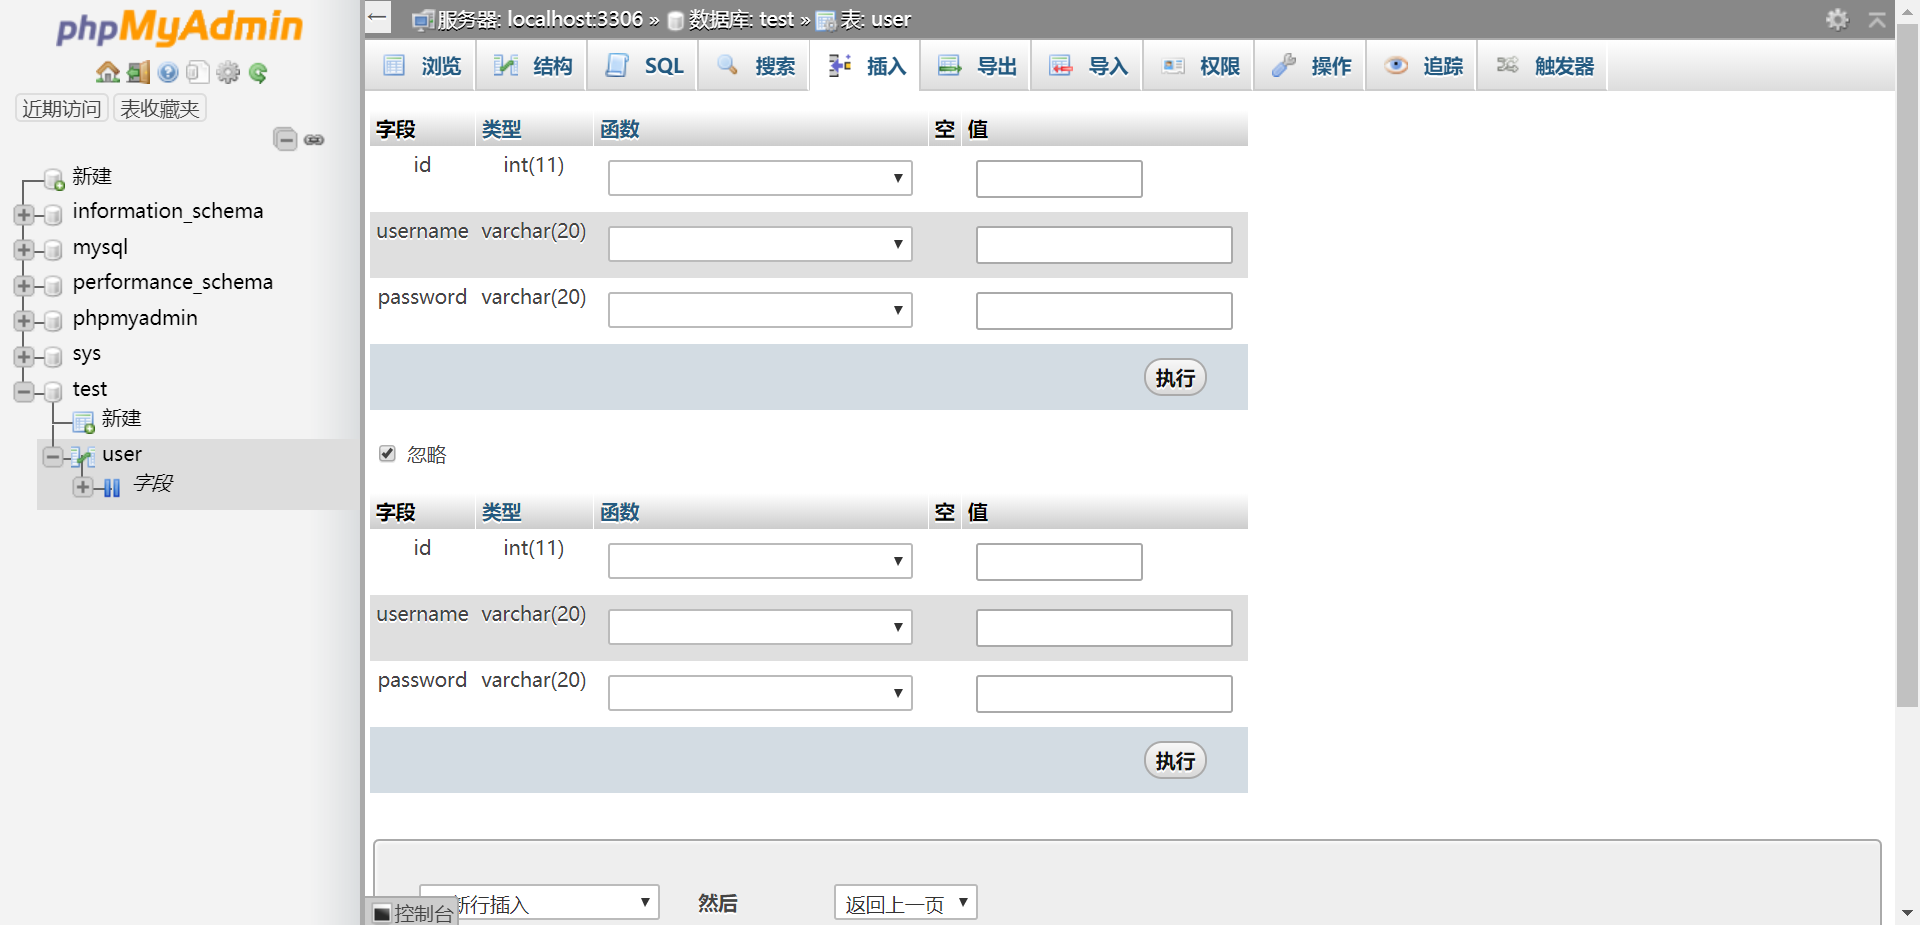 phpMyAdmin
近期访问 表收藏夹
新建
information_schema
mysql
performance_schema
phpmyadmin
sys
test
新建
user
字段
服务器: localhost:3306 » 数据库: test » 表: user
浏览 结构 SQL 搜索 插入 导出 导入 权限 操作 追踪 触发器
字段 类型 函数 空 值
id int(11)
username varchar(20)
password varchar(20)
执行
忽略
字段 类型 函数 空 值
id int(11)
username varchar(20)
password varchar(20)
执行
新行插入 然后 返回上一页
控制台